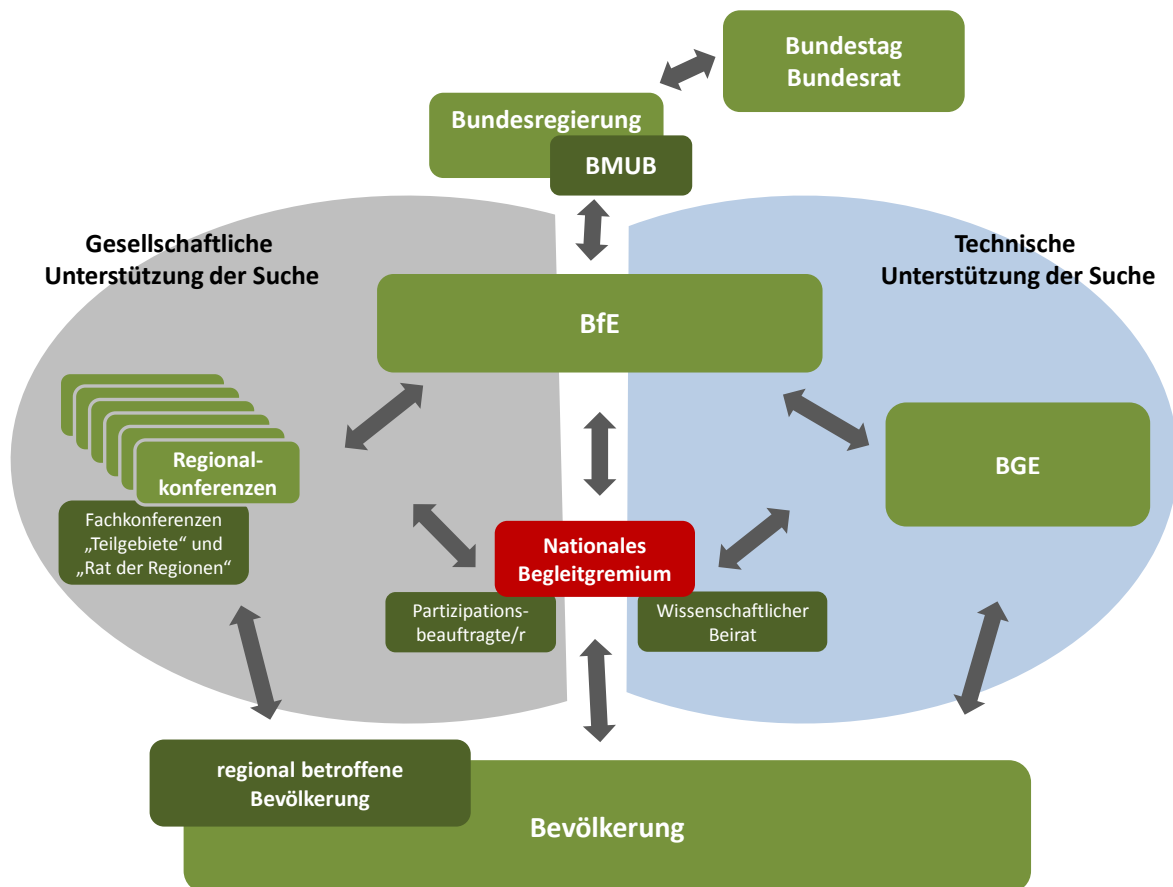 Bundestag
Bundesrat
Bundesregierung
BMUB
Gesellschaftliche
Unterstützung der Suche
Technische
Unterstützung der Suche
BfE
Regional-
konferenzen
BGE
Fachkonferenzen
„Teilgebiete“ und
„Rat der Regionen“
Nationales
Begleitgremium
Partizipations-
beauftragte/r
Wissenschaftlicher
Beirat
regional betroffene
Bevölkerung
Bevölkerung